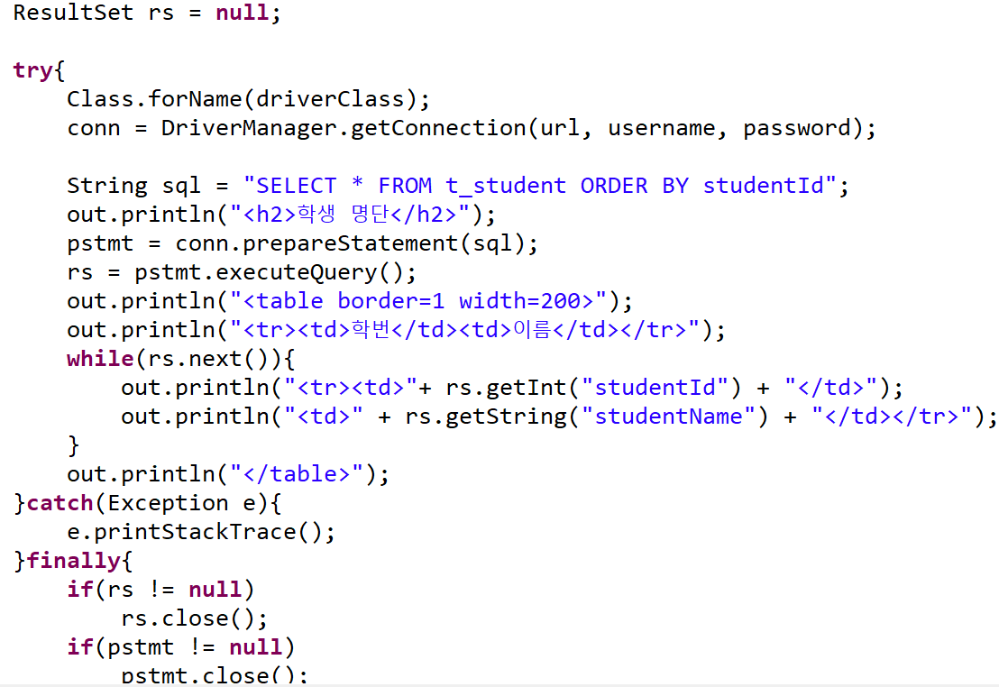 ResultSet rs = null;
try{
Class.forName(driverClass);
conn = DriverManager.getConnection(url, username, password);
String sql = "SELECT * FROM t_student ORDER BY studentId";
out.println("<h2>학생 명단</h2>");
pstmt = conn.prepareStatement(sql);
rs = pstmt.executeQuery();
out.println("<table border=1 width=200>");
out.println("<tr><td>학번</td><td>이름</td></tr>");
while(rs.next()){
out.println("<tr><td>"+ rs.getInt("studentId") + "</td>");
out.println("<td>" + rs.getString("studentName") + "</td></tr>");
}
out.println("</table>");
}catch(Exception e){
e.printStackTrace();
}finally{
if(rs != null)
rs.close();
if(pstmt != null)
pstmt.close();